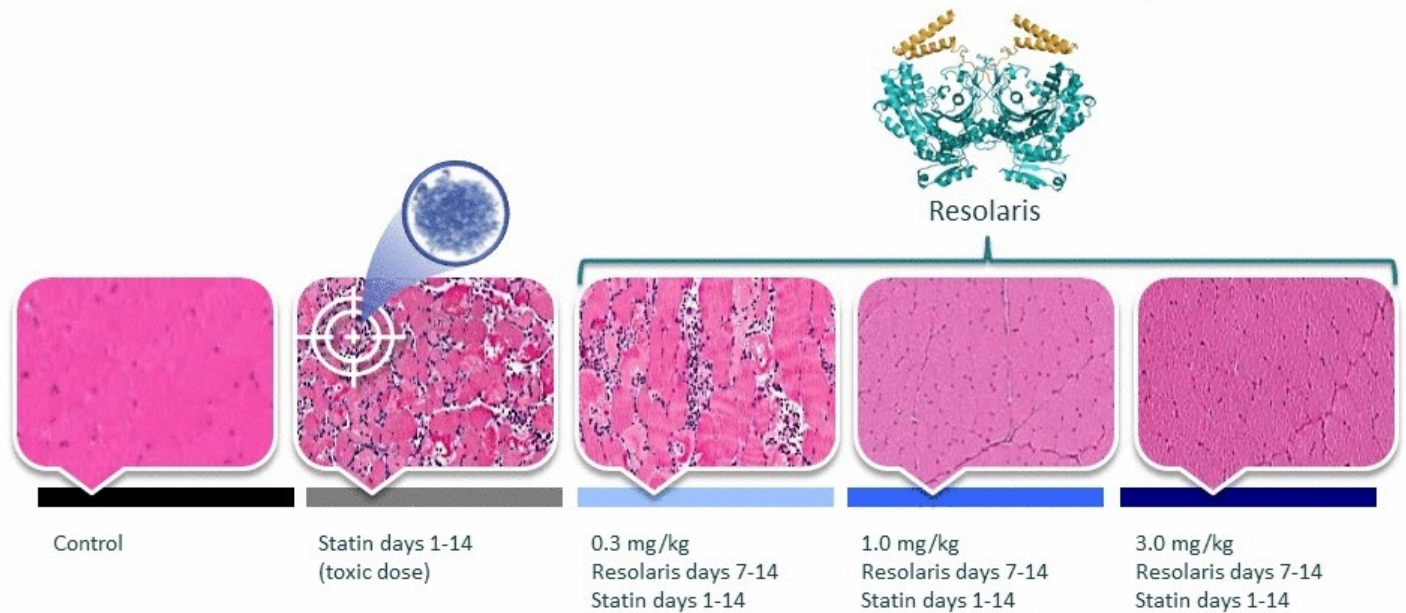 Resolaris
Control
Statin days 1-14
(toxic dose)
0.3 mg/kg
Resolaris days 7-14
Statin days 1-14
1.0 mg/kg
Resolaris days 7-14
Statin days 1-14
3.0 mg/kg
Resolaris days 7-14
Statin days 1-14